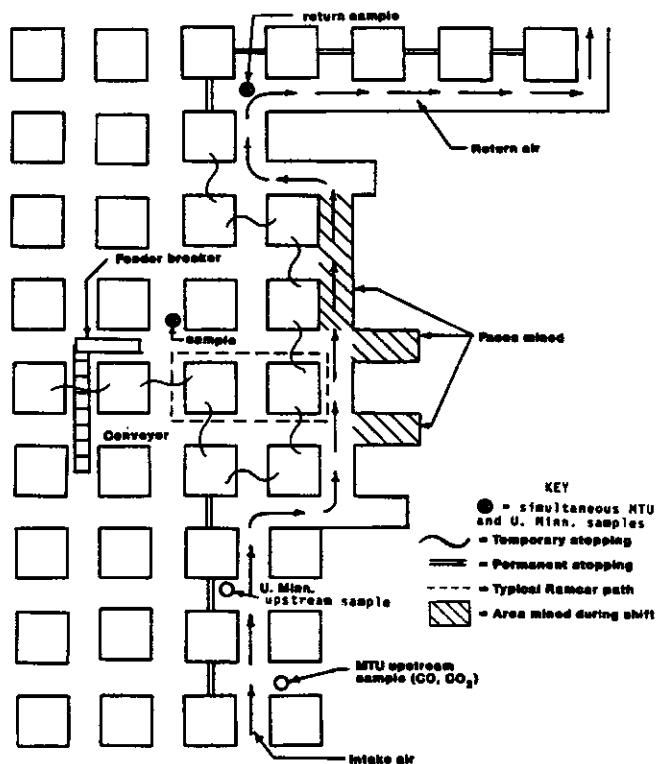 return sample
Return air
Feeder breaker
sample
Faces mined
Conveyor
KEY
= simultaneous MTU
and U. Minn. samples
= Temporary stopping
= Permanent stopping
= Typical Ramcar path
= Area mined during shift
U. Minn.
upstream sample
MTU upstream
sample (CO, CO₂)
Intake air